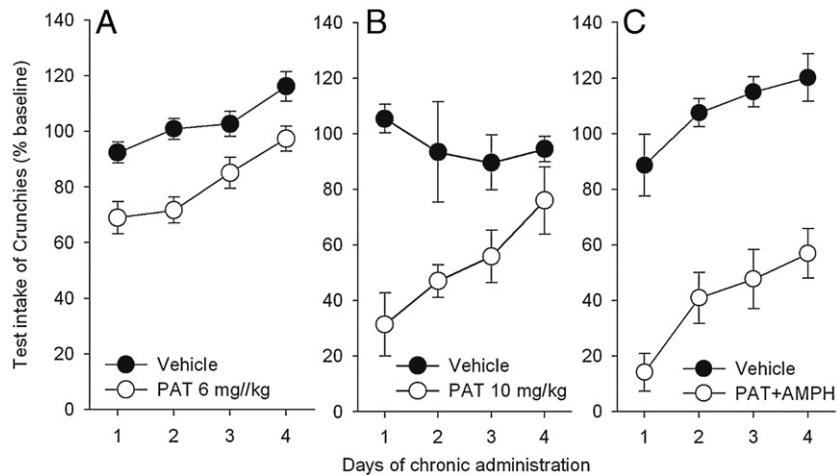 A
B
C
Test intake of Crunchies (% baseline)
140
120
100
80
60
40
20
0
140
120
100
80
60
40
20
0
140
120
100
80
60
40
20
0
Vehicle
PAT 6 mg//kg
Vehicle
PAT 10 mg/kg
Vehicle
PAT+AMPH
1 2 3 4
1 2 3 4
1 2 3 4
Days of chronic administration